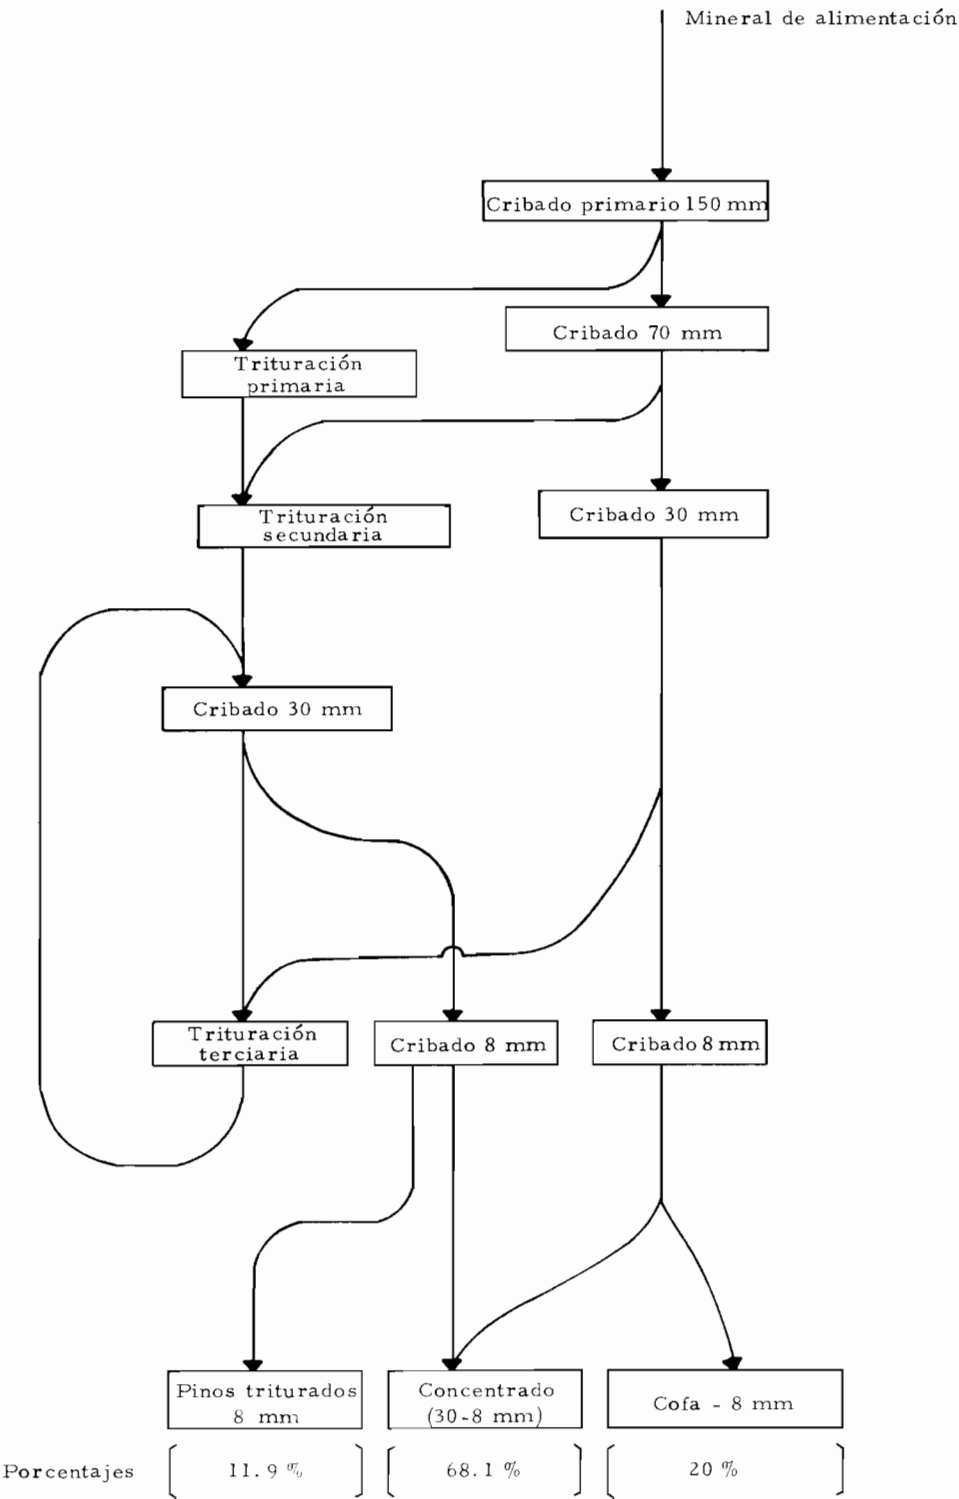 Mineral de alimentación
Cribado primario 150 mm
Cribado 70 mm
Trituración
primaria
Cribado 30 mm
Trituración
secundaria
Cribado 30 mm
Trituración
terciaria
Cribado 8 mm
Cribado 8 mm
Pinos triturados
8 mm
Concentrado
(30-8 mm)
Cofa - 8 mm
Porcentajes
11.9 %
68.1 %
20 %